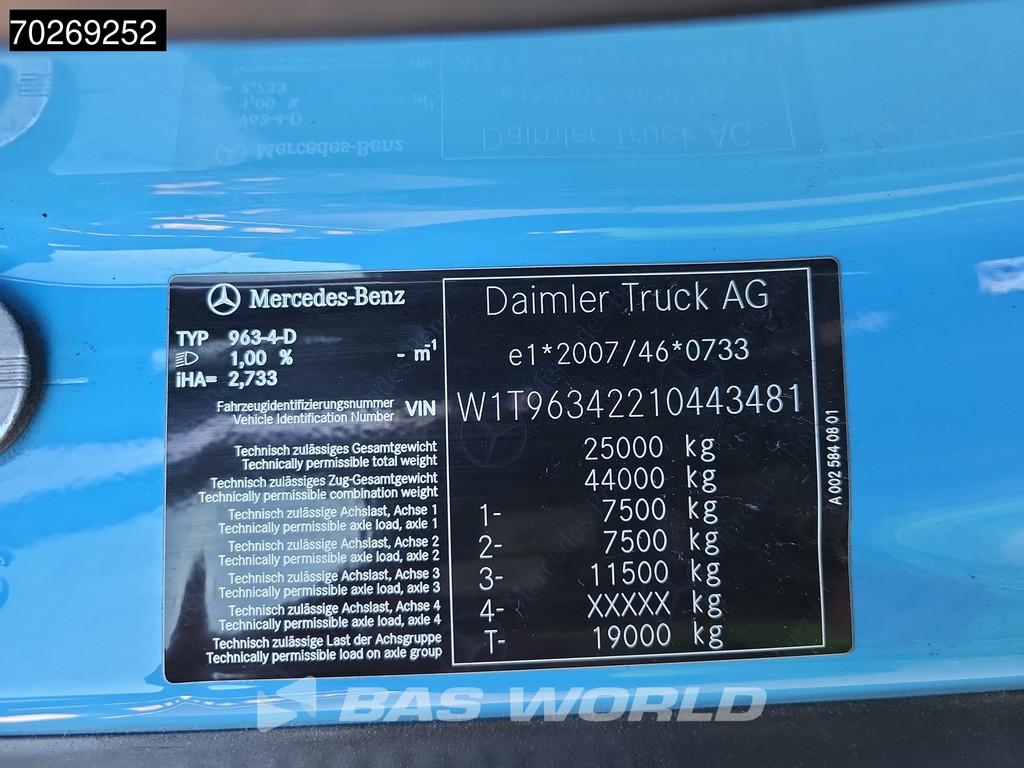 70269252
Mercedes-Benz
TYP 963-4-D
1,00 % - m-1
iHA= 2,733
Daimler Truck AG
e1*2007/46*0733
Fahrzeugidentifizierungsnummer
Vehicle Identification Number
VIN W1T96342210443481
Technisch zulässiges Gesamtgewicht
Technically permissible total weight
25000 kg
Technisch zulässiges Zug-Gesamtgewicht
Technically permissible combination weight
44000 kg
Technisch zulässige Achslast, Achse 1
Technically permissible axle load, axle 1
1- 7500 kg
Technisch zulässige Achslast, Achse 2
Technically permissible axle load, axle 2
2- 7500 kg
Technisch zulässige Achslast, Achse 3
Technically permissible axle load, axle 3
3- 11500 kg
Technisch zulässige Achslast, Achse 4
Technically permissible axle load, axle 4
4- XXXXX kg
Technisch zulässige Last der Achsgruppe
Technically permissible load on axle group
T- 19000 kg
A 002 584 08 01
BAS WORLD